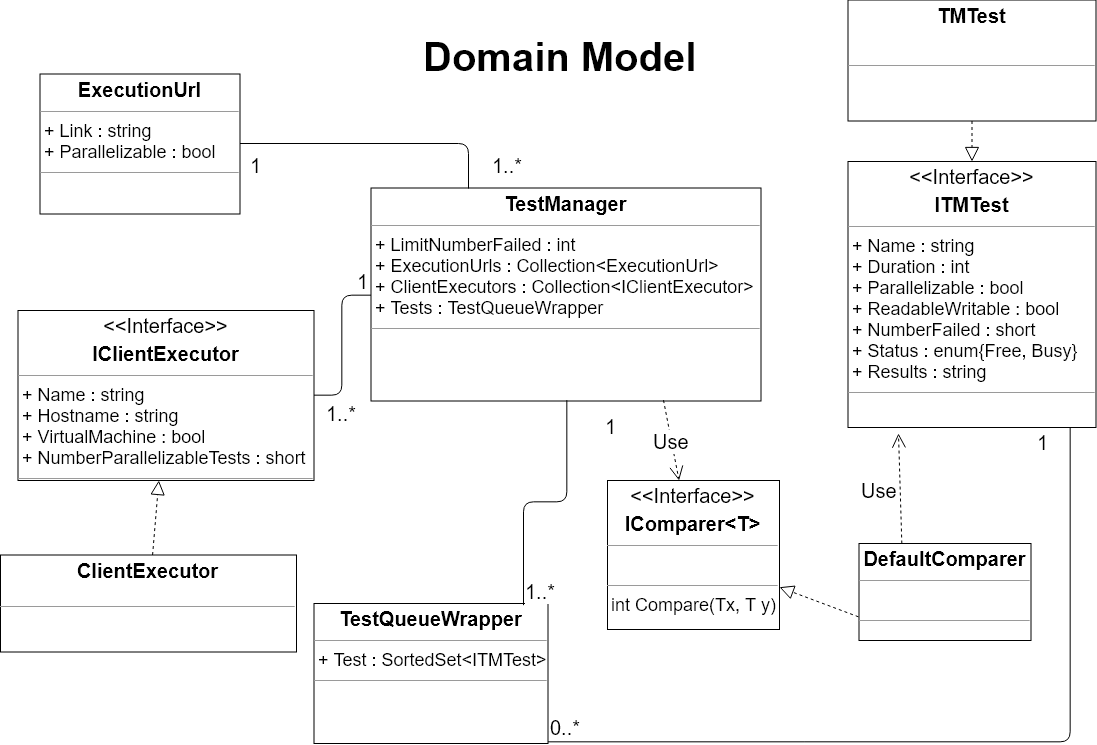 Domain Model
TMTest
ExecutionUrl
+ Link : string
+ Parallelizable : bool
1
1..*
TestManager
+ LimitNumberFailed : int
+ ExecutionUrls : Collection<ExecutionUrl>
+ ClientExecutors : Collection<IClientExecutor>
+ Tests : TestQueueWrapper
<<Interface>>
ITMTest
+ Name : string
+ Duration : int
+ Parallelizable : bool
+ ReadableWritable : bool
+ NumberFailed : short
+ Status : enum{Free, Busy}
+ Results : string
1
<<Interface>>
IClientExecutor
+ Name : string
+ Hostname : string
+ VirtualMachine : bool
+ NumberParallelizableTests : short
1..*
1
Use
1
<<Interface>>
IComparer<T>
int Compare(Tx, T y)
Use
DefaultComparer
ClientExecutor
1..*
TestQueueWrapper
+ Test : SortedSet<ITMTest>
0..*